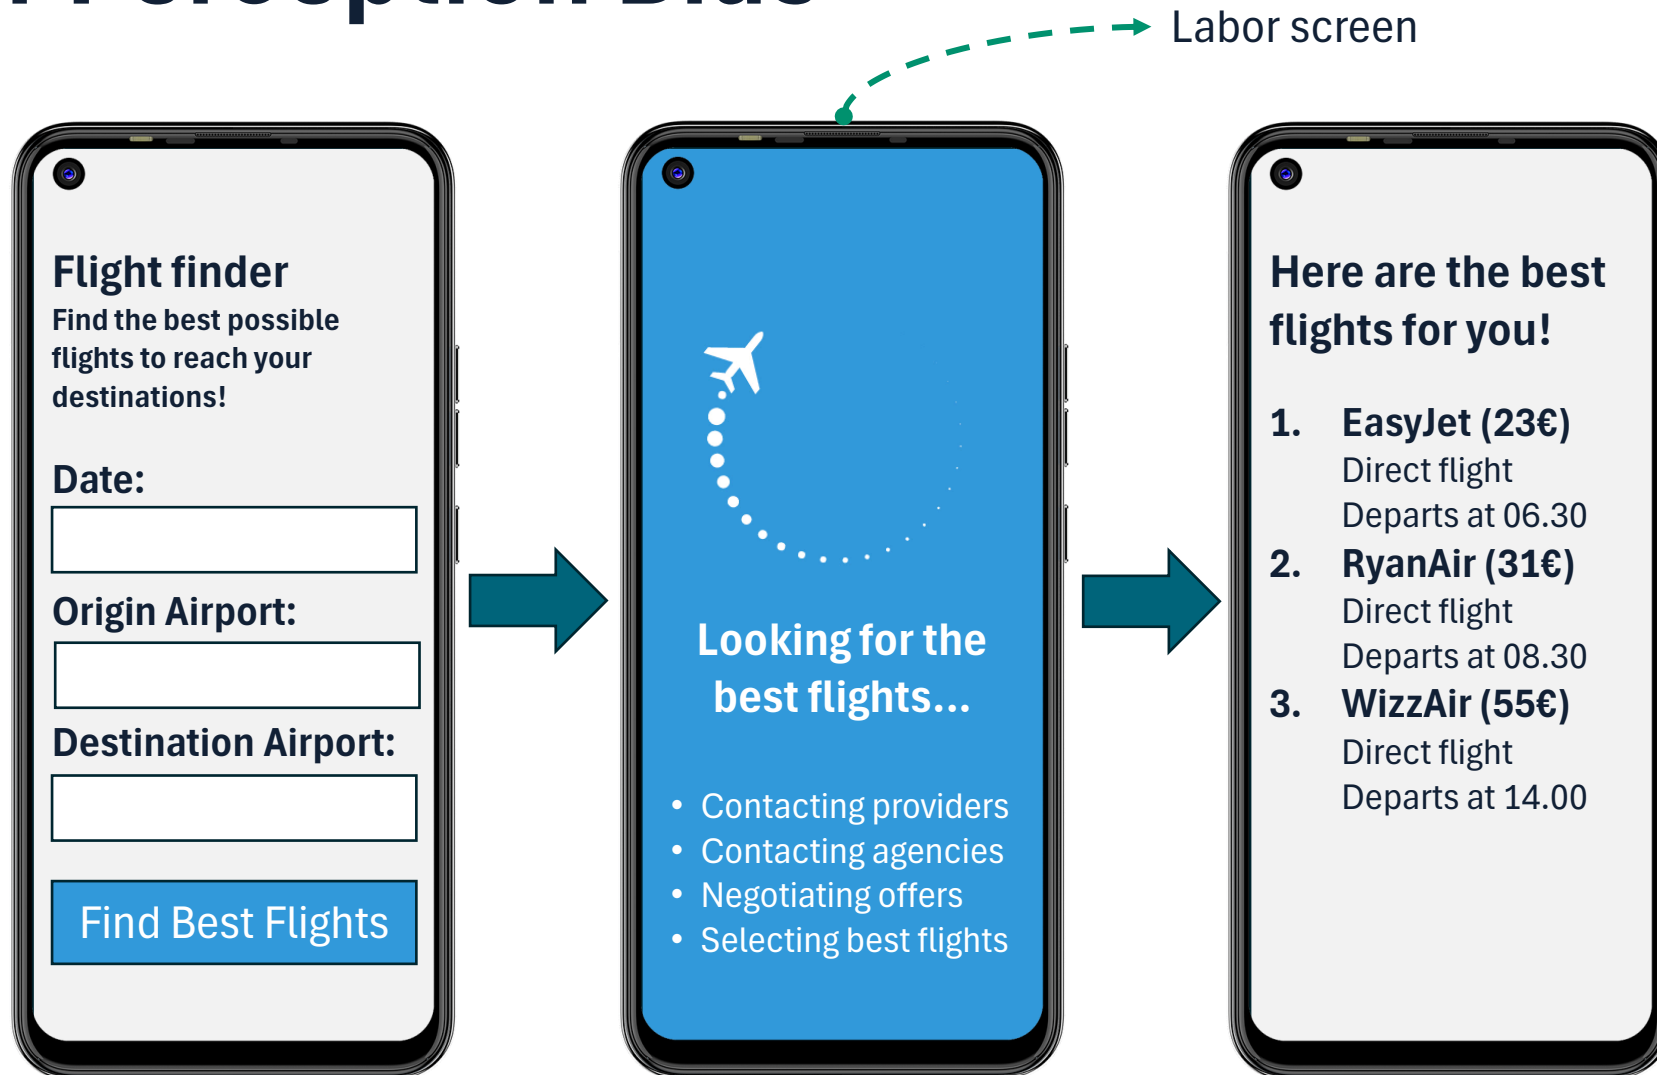 Perception Bias
Labor screen
Flight finder
Find the best possible
flights to reach your
destinations!
Date:
Origin Airport:
Destination Airport:
Find Best Flights
Looking for the
best flights...
• Contacting providers
• Contacting agencies
• Negotiating offers
• Selecting best flights
Here are the best
flights for you!
1. EasyJet (23€)
Direct flight
Departs at 06.30
2. RyanAir (31€)
Direct flight
Departs at 08.30
3. WizzAir (55€)
Direct flight
Departs at 14.00